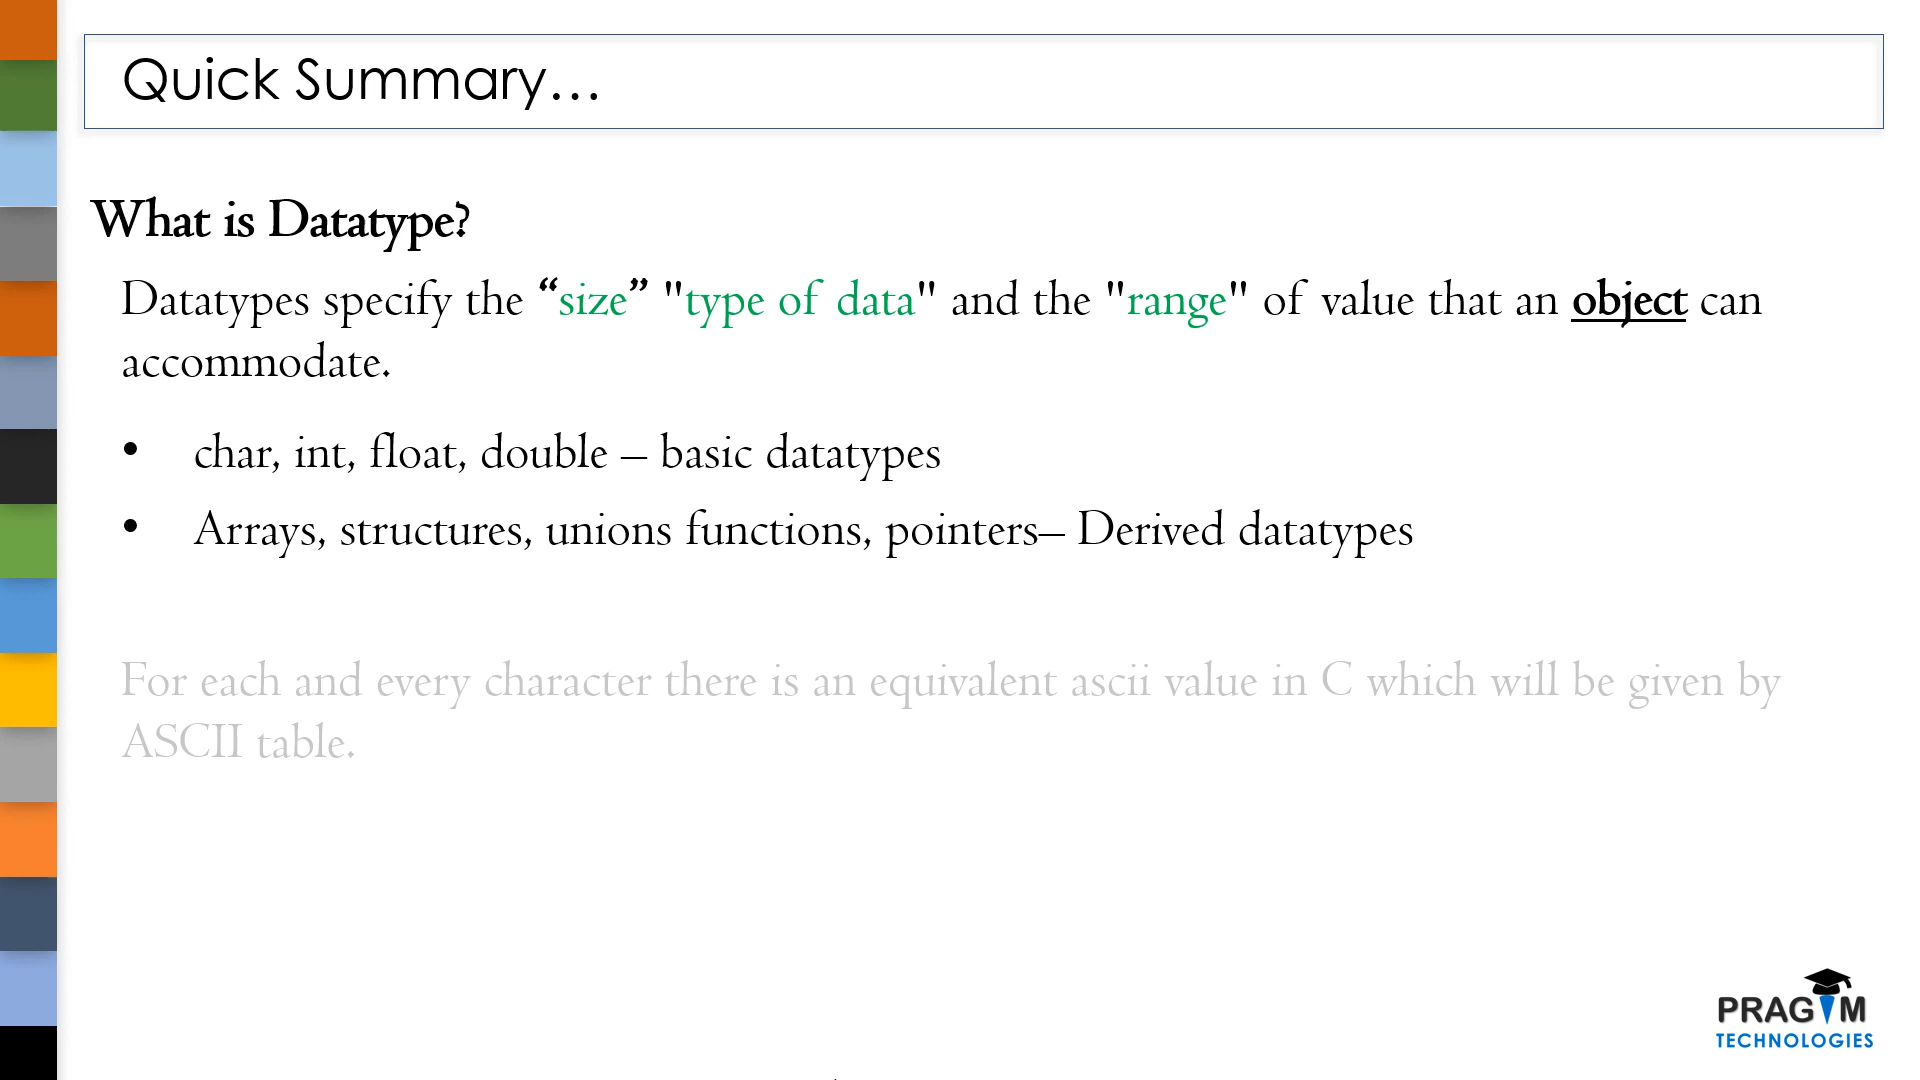 Quick Summary...
What is Datatype?
Datatypes specify the “size” "type of data" and the "range" of value that an object can
accommodate.
• char, int, float, double – basic datatypes
• Arrays, structures, unions functions, pointers– Derived datatypes
For each and every character there is an equivalent ascii value in C which will be given by
ASCII table.
PRAGIM
TECHNOLOGIES